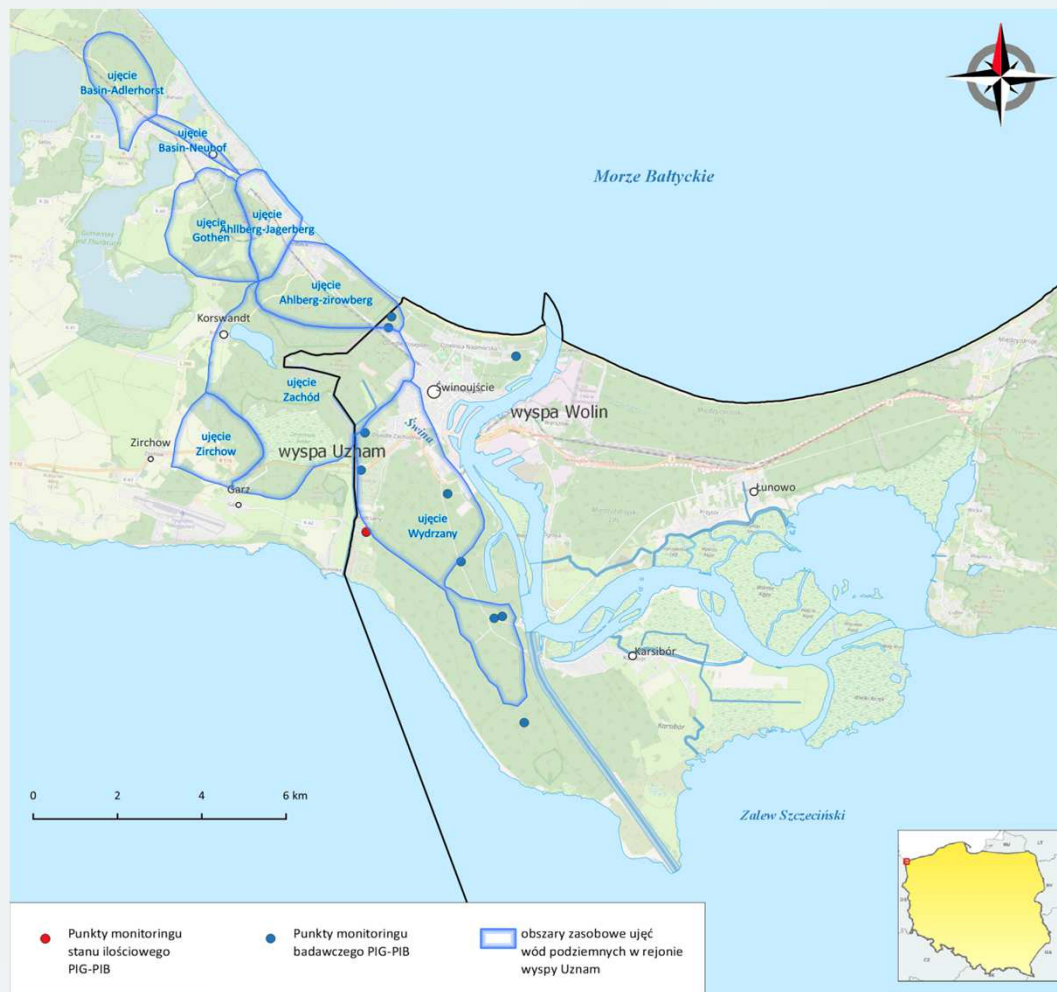 ujęcie
Basin-Adlerhorst
ujęcie
Basin-Neuhof
Morze Bałtyckie
ujęcie
Ahllberg-Jagerberg
ujęcie
Gothen
ujęcie
Ahlberg-zirowberg
Korswandt
Świnoujście
ujęcie
Zachód
wyspa Wolin
Świna
ujęcie
Zirchow
Zirchow
wyspa Uznam
Garz
Łunowo
ujęcie
Wydrzany
Karsibór
Karsibor
0 2 4 6 km
Zalew Szczeciński
Punkty monitoringu
stanu ilościowego
PIG-PIB
Punkty monitoringu
badawczego PIG-PIB
obszary zasobowe ujęć
wód podziemnych w rejonie
wyspy Uznam